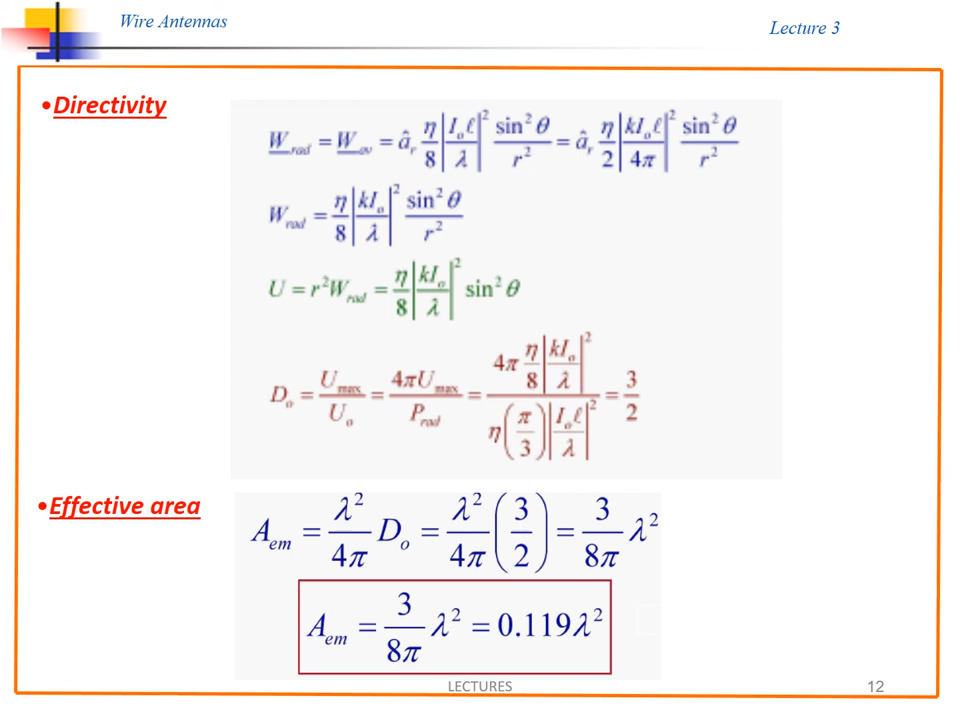 Wire Antennas
Lecture 3
•Directivity
W_rad = W_av = â_r η/8 |I_o ℓ/λ|² sin²θ/r² = â_r η/2 |kI_o ℓ/4π|² sin²θ/r²
W_rad = η/8 |kI_o/λ|² sin²θ/r²
U = r²W_rad = η/8 |kI_o/λ|² sin²θ
D_o = U_max/U_o = 4πU_max/P_rad = 4π η/8 |kI_o/λ|² / η(π/3)|I_o ℓ/λ|² = 3/2
•Effective area
A_em = λ²/4π D_o = λ²/4π (3/2) = 3/8π λ²
A_em = 3/8π λ² = 0.119λ²
LECTURES
12